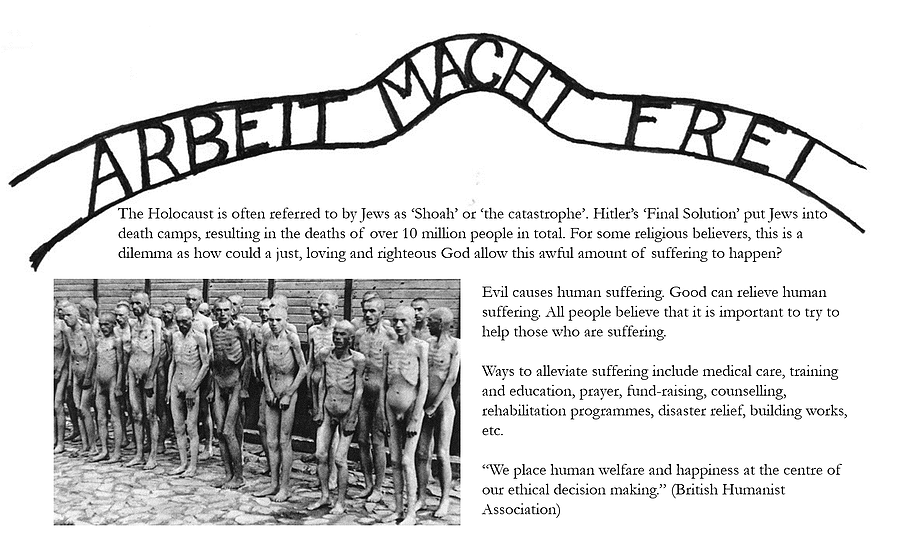 ARBEIT MACHT FREI
The Holocaust is often referred to by Jews as ‘Shoah’ or ‘the catastrophe’. Hitler’s ‘Final Solution’ put Jews into
death camps, resulting in the deaths of over 10 million people in total. For some religious believers, this is a
dilemma as how could a just, loving and righteous God allow this awful amount of suffering to happen?
Evil causes human suffering. Good can relieve human
suffering. All people believe that it is important to try to
help those who are suffering.
Ways to alleviate suffering include medical care, training
and education, prayer, fund-raising, counselling,
rehabilitation programmes, disaster relief, building works,
etc.
“We place human welfare and happiness at the centre of
our ethical decision making.” (British Humanist
Association)